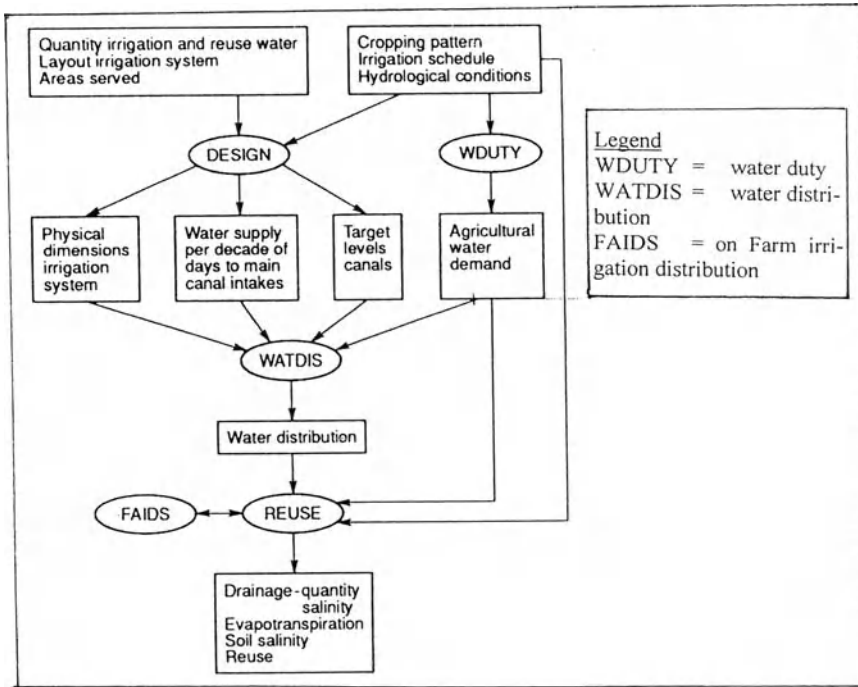 Quantity irrigation and reuse water
Layout irrigation system
Areas served
Cropping pattern
Irrigation schedule
Hydrological conditions
DESIGN
WDUTY
Physical
dimensions
irrigation
system
Water supply
per decade of
days to main
canal intakes
Target
levels
canals
Agricultural
water
demand
WATDIS
Water distribution
FAIDS
REUSE
Drainage-quantity
salinity
Evapotranspiration
Soil salinity
Reuse
Legend
WDUTY = water duty
WATDIS = water distri-
bution
FAIDS = on Farm irri-
gation distribution